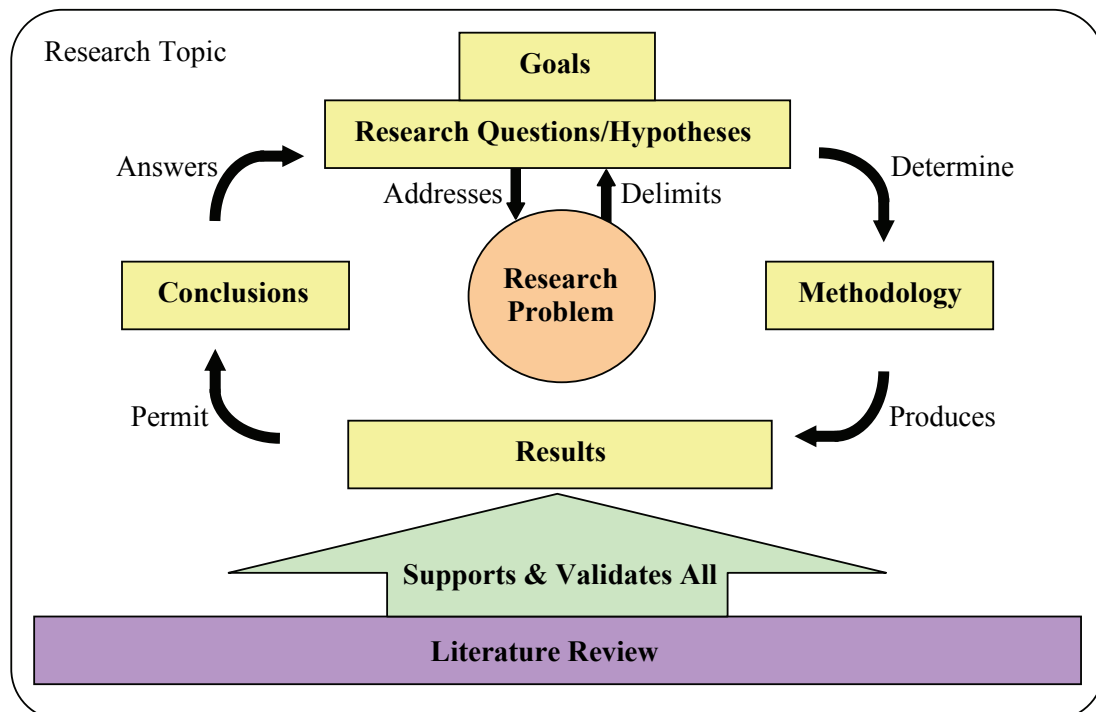 Research Topic
Goals
Research Questions/Hypotheses
Answers
Addresses
Delimits
Determine
Research
Problem
Conclusions
Methodology
Permit
Produces
Results
Supports & Validates All
Literature Review